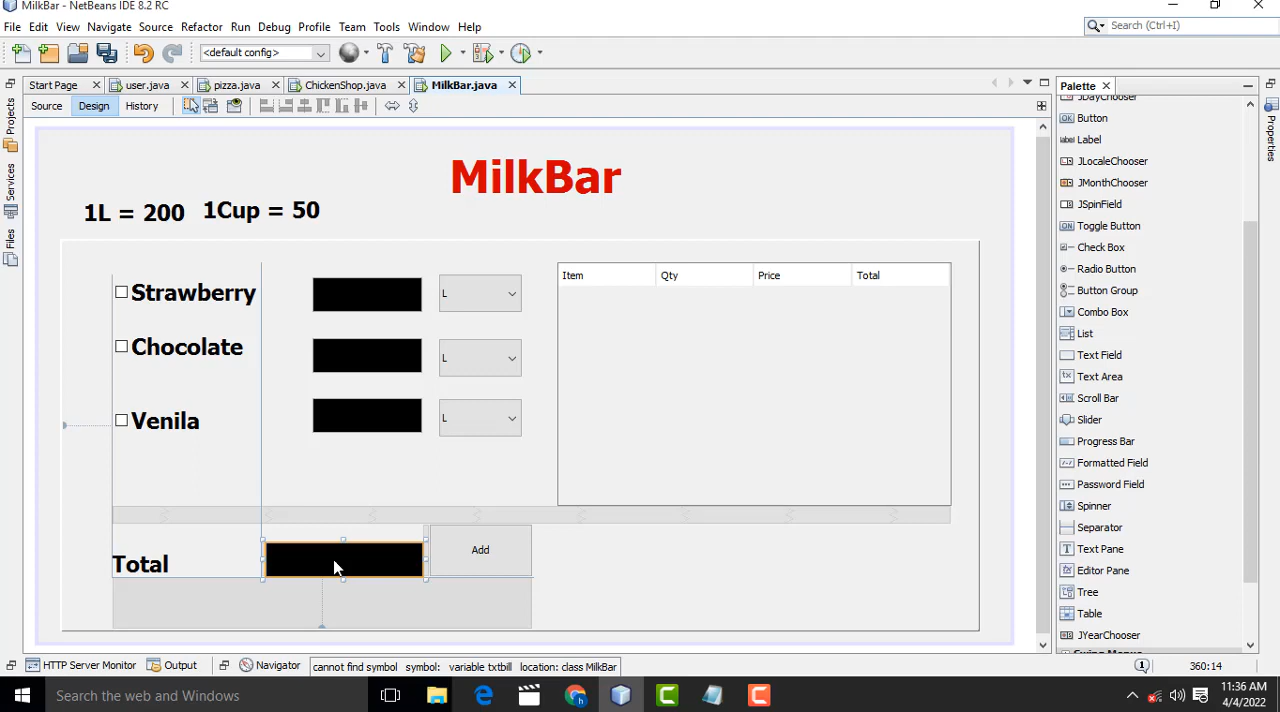 MilkBar - NetBeans IDE 8.2 RC
File Edit View Navigate Source Refactor Run Debug Profile Team Tools Window Help
Search (Ctrl+I)
<default config>
Start Page user.java pizza.java ChickenShop.java MilkBar.java
Palette
Source Design History
Projects
Services
Files
Properties
MilkBar
1L = 200 1Cup = 50
Strawberry L
Chocolate L
Venila L
Item Qty Price Total
Total Add
JDayChooser
OK Button
label Label
JLocaleChooser
JMonthChooser
JSpinField
ON Toggle Button
Check Box
Radio Button
Button Group
Combo Box
List
Text Field
Text Area
Scroll Bar
Slider
Progress Bar
Formatted Field
Password Field
Spinner
Separator
Text Pane
Editor Pane
Tree
Table
JYearChooser
HTTP Server Monitor Output Navigator cannot find symbol symbol: variable txtbill location: class MilkBar 1 360:14
Search the web and Windows
11:36 AM
4/4/2022